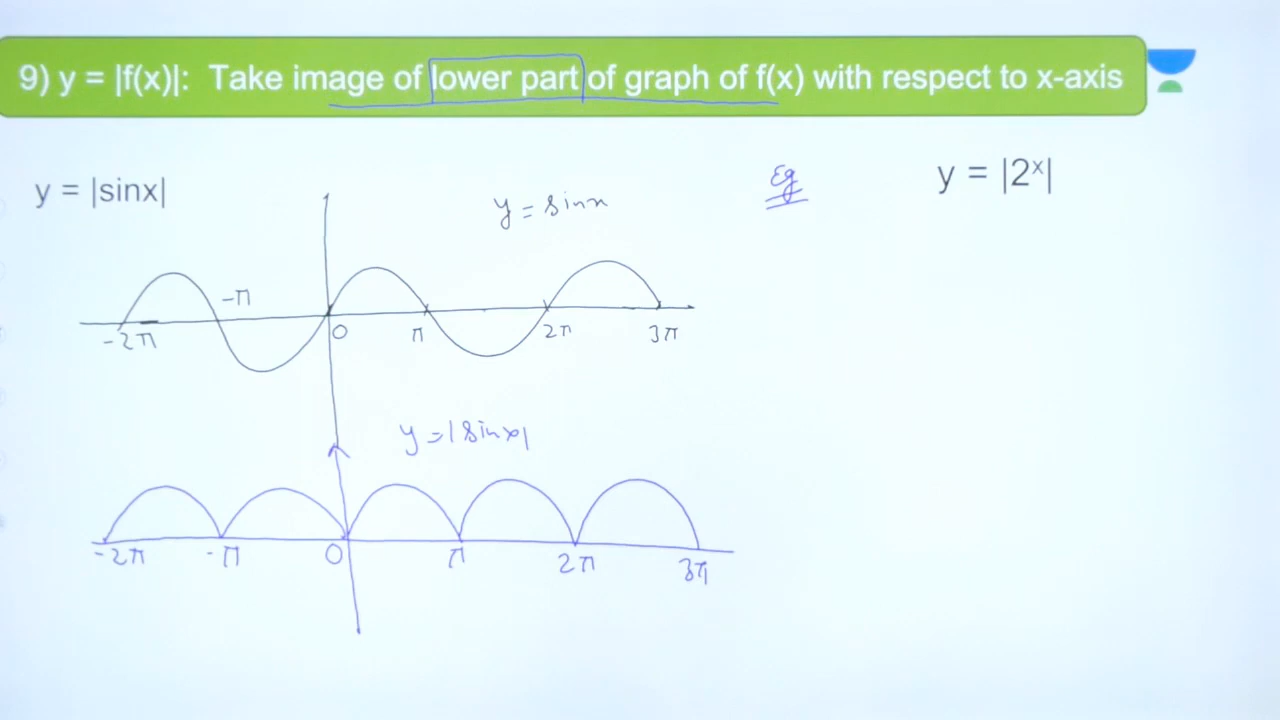 9) y = |f(x)|: Take image of lower part of graph of f(x) with respect to x-axis
y = |sinx|
y = sinx
Eg
y = |2ˣ|
-2π
-π
0
π
2π
3π
y = |sinx|
-2π
-π
0
π
2π
3π